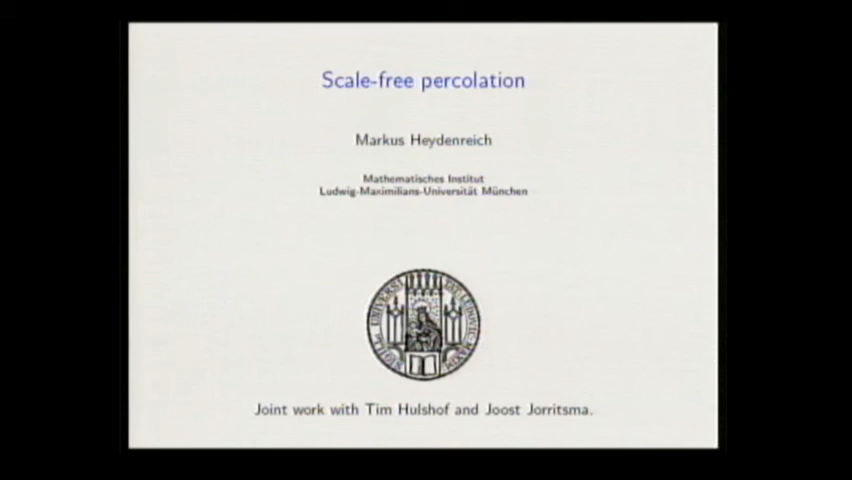 Scale-free percolation
Markus Heydenreich
Mathematisches Institut
Ludwig-Maximilians-Universität München
Joint work with Tim Hulshof and Joost Jorritsma.